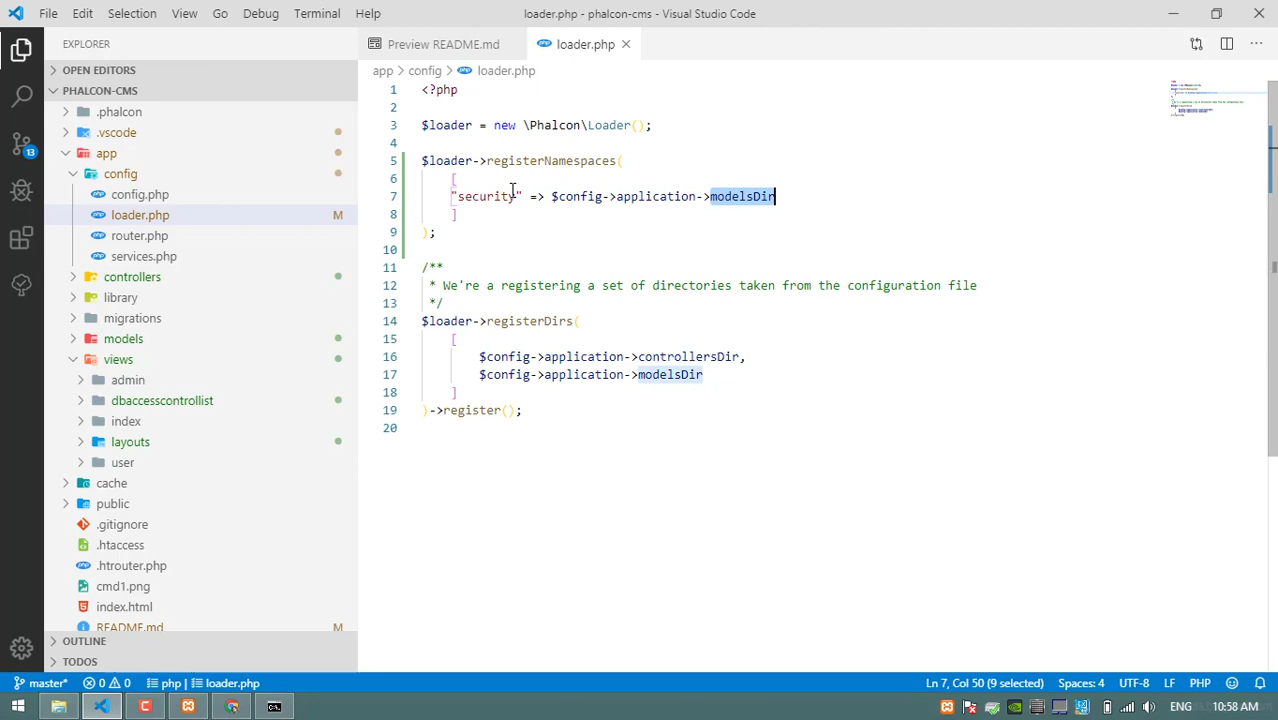 File Edit Selection View Go Debug Terminal Help
loader.php - phalcon-cms - Visual Studio Code
EXPLORER
OPEN EDITORS
PHALCON-CMS
.phalcon
.vscode
app
config
config.php
loader.php M
router.php
services.php
controllers
library
migrations
models
views
admin
dbaccesscontrollist
index
layouts
user
cache
public
.gitignore
.htaccess
.htrouter.php
cmd1.png
index.html
README.md M
OUTLINE
TODOS
13
Preview README.md loader.php
app > config > loader.php
1 <?php
2
3 $loader = new \Phalcon\Loader();
4
5 $loader->registerNamespaces(
6 [
7 "security" => $config->application->modelsDir
8 ]
9 );
10
11 /**
12 * We're a registering a set of directories taken from the configuration file
13 */
14 $loader->registerDirs(
15 [
16 $config->application->controllersDir,
17 $config->application->modelsDir
18 ]
19 )->register();
20
master* 0 0 php | loader.php Ln 7, Col 50 (9 selected) Spaces: 4 UTF-8 LF PHP
ENG 10:58 AM